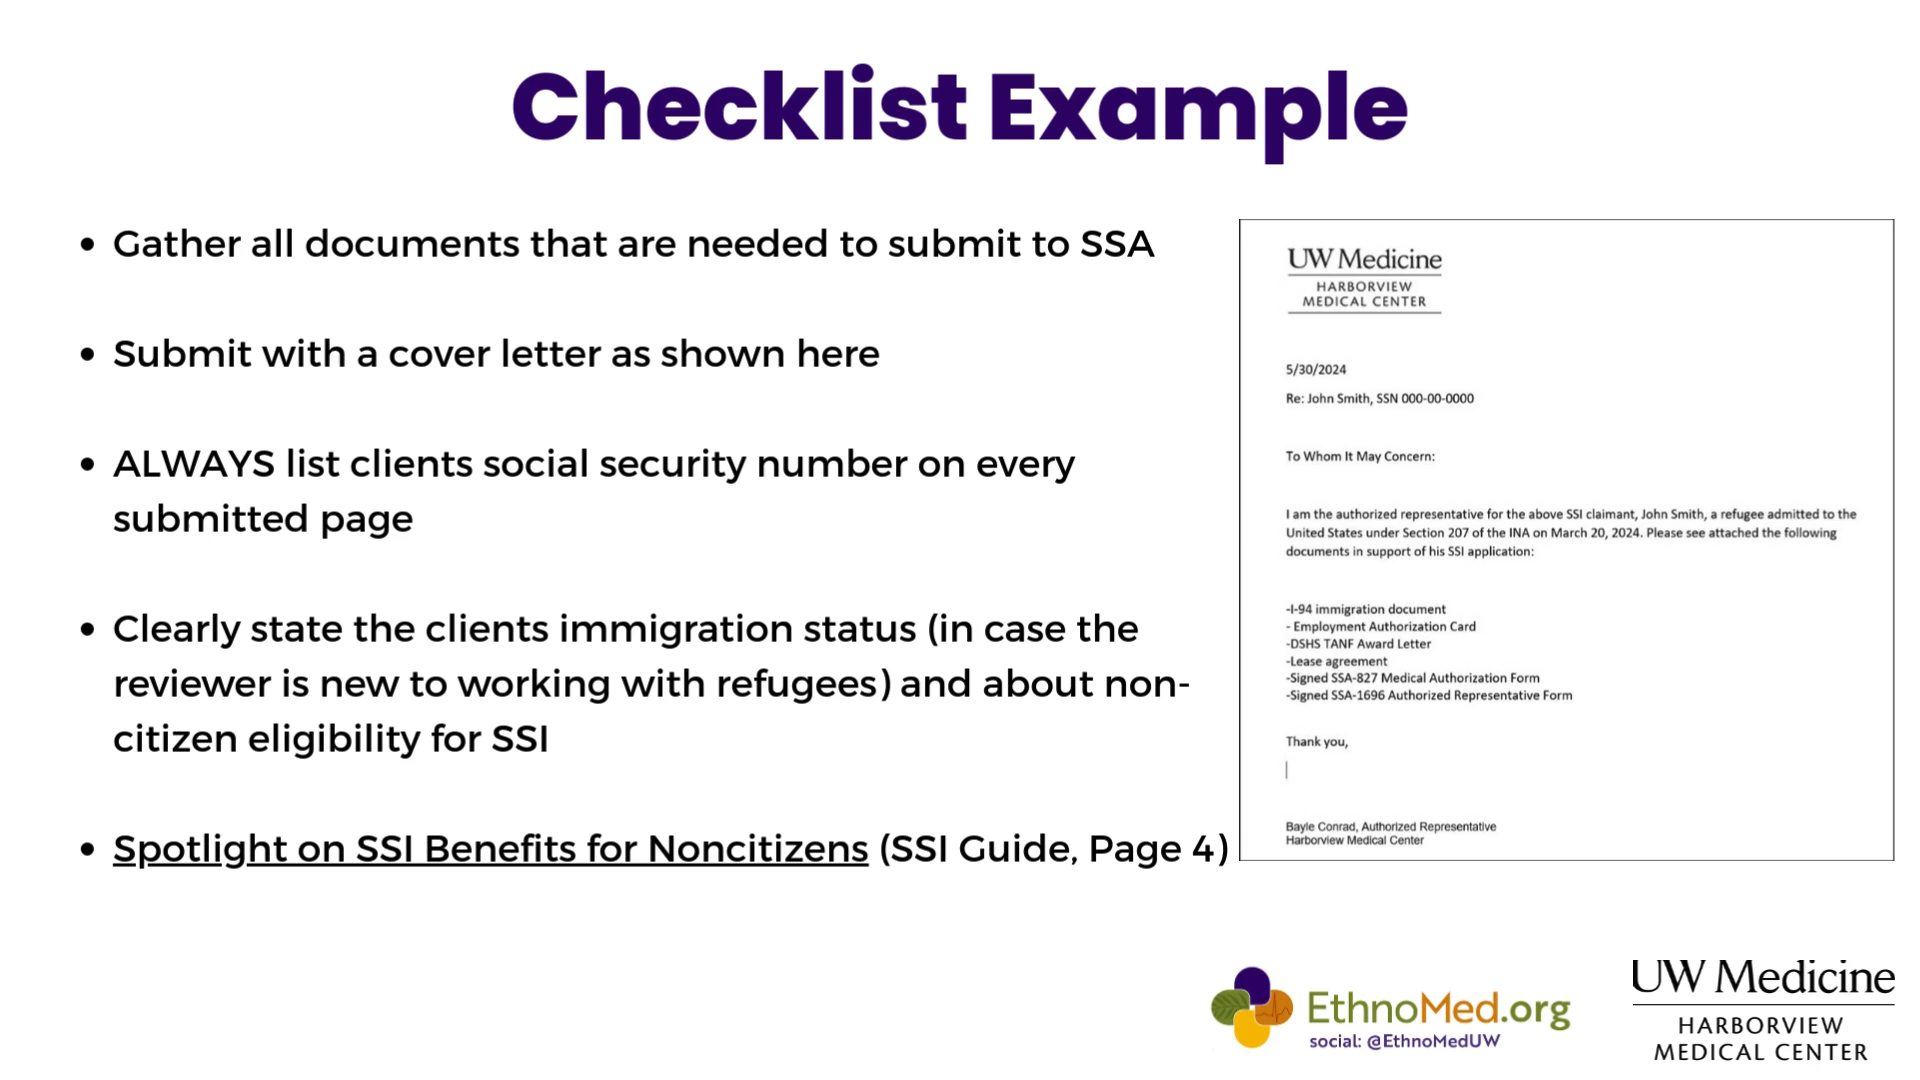 Checklist Example
• Gather all documents that are needed to submit to SSA
• Submit with a cover letter as shown here
• ALWAYS list clients social security number on every
submitted page
• Clearly state the clients immigration status (in case the
reviewer is new to working with refugees) and about non-
citizen eligibility for SSI
• Spotlight on SSI Benefits for Noncitizens (SSI Guide, Page 4)
UW Medicine
HARBORVIEW
MEDICAL CENTER
5/30/2024
Re: John Smith, SSN 000-00-0000
To Whom It May Concern:
I am the authorized representative for the above SSI claimant, John Smith, a refugee admitted to the
United States under Section 207 of the INA on March 20, 2024. Please see attached the following
documents in support of his SSI application:
-I-94 immigration document
- Employment Authorization Card
-DSHS TANF Award Letter
-Lease agreement
-Signed SSA-827 Medical Authorization Form
-Signed SSA-1696 Authorized Representative Form
Thank you,
Bayle Conrad, Authorized Representative
Harborview Medical Center
EthnoMed.org
social: @EthnoMedUW
UW Medicine
HARBORVIEW
MEDICAL CENTER